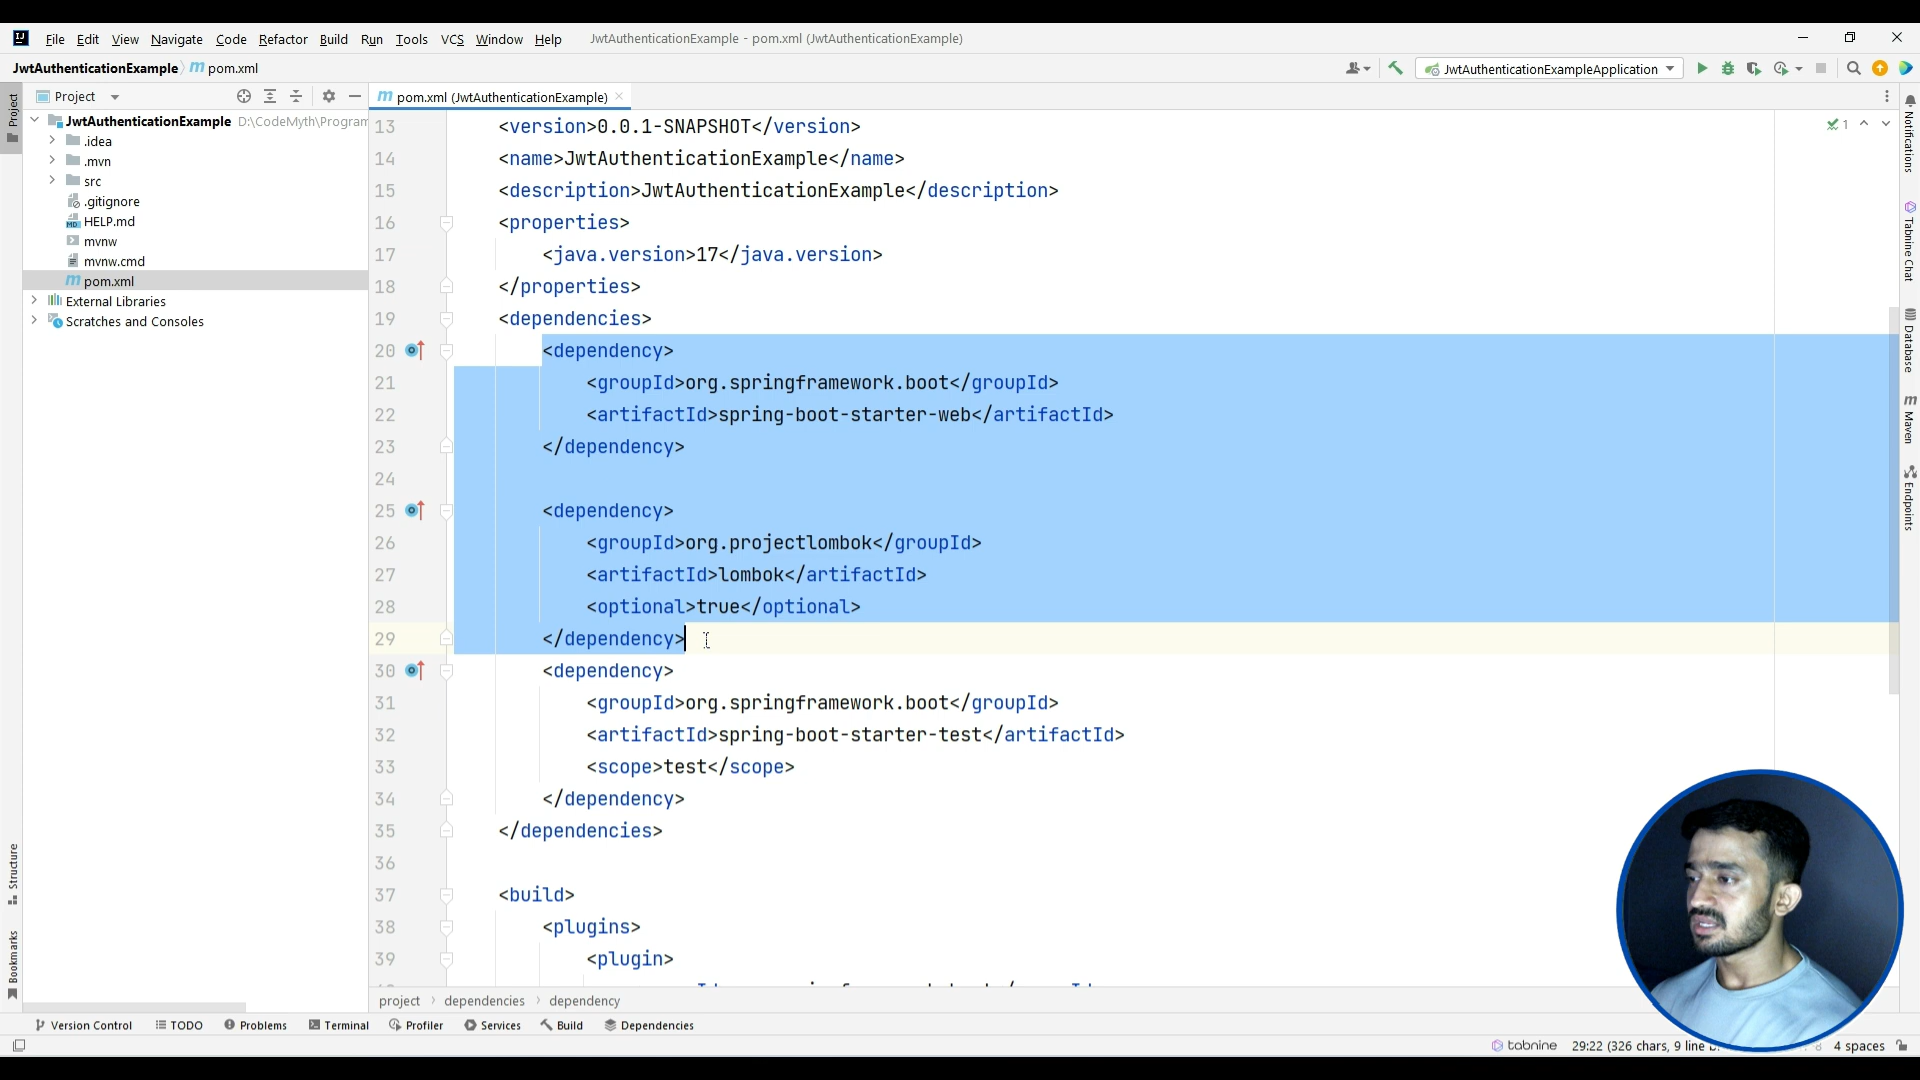 File Edit View Navigate Code Refactor Build Run Tools VCS Window Help JwtAuthenticationExample - pom.xml (JwtAuthenticationExample)
JwtAuthenticationExample pom.xml JwtAuthenticationExampleApplication
Project
pom.xml (JwtAuthenticationExample)
JwtAuthenticationExample D:\CodeMyth\Program
.idea
.mvn
src
.gitignore
HELP.md
mvnw
mvnw.cmd
pom.xml
External Libraries
Scratches and Consoles
13 <version>0.0.1-SNAPSHOT</version>
14 <name>JwtAuthenticationExample</name>
15 <description>JwtAuthenticationExample</description>
16 <properties>
17 <java.version>17</java.version>
18 </properties>
19 <dependencies>
20 <dependency>
21 <groupId>org.springframework.boot</groupId>
22 <artifactId>spring-boot-starter-web</artifactId>
23 </dependency>
24
25 <dependency>
26 <groupId>org.projectlombok</groupId>
27 <artifactId>lombok</artifactId>
28 <optional>true</optional>
29 </dependency>
30 <dependency>
31 <groupId>org.springframework.boot</groupId>
32 <artifactId>spring-boot-starter-test</artifactId>
33 <scope>test</scope>
34 </dependency>
35 </dependencies>
36
37 <build>
38 <plugins>
39 <plugin>
1
project dependencies dependency
Project
Structure
Bookmarks
Notifications
Tabnine Chat
Database
Maven
Endpoints
Version Control TODO Problems Terminal Profiler Services Build Dependencies
tabnine 29:22 (326 chars, 9 line 4 spaces